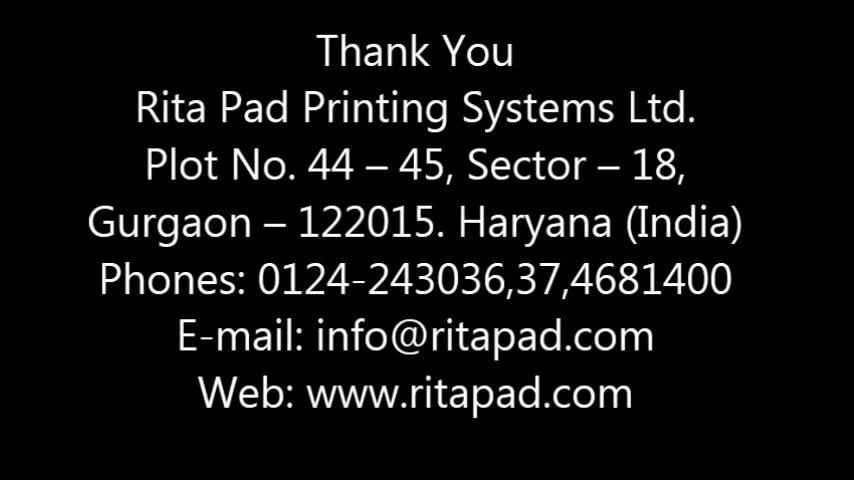 Thank You
Rita Pad Printing Systems Ltd.
Plot No. 44 – 45, Sector – 18,
Gurgaon – 122015. Haryana (India)
Phones: 0124-243036,37,4681400
E-mail: info@ritapad.com
Web: www.ritapad.com